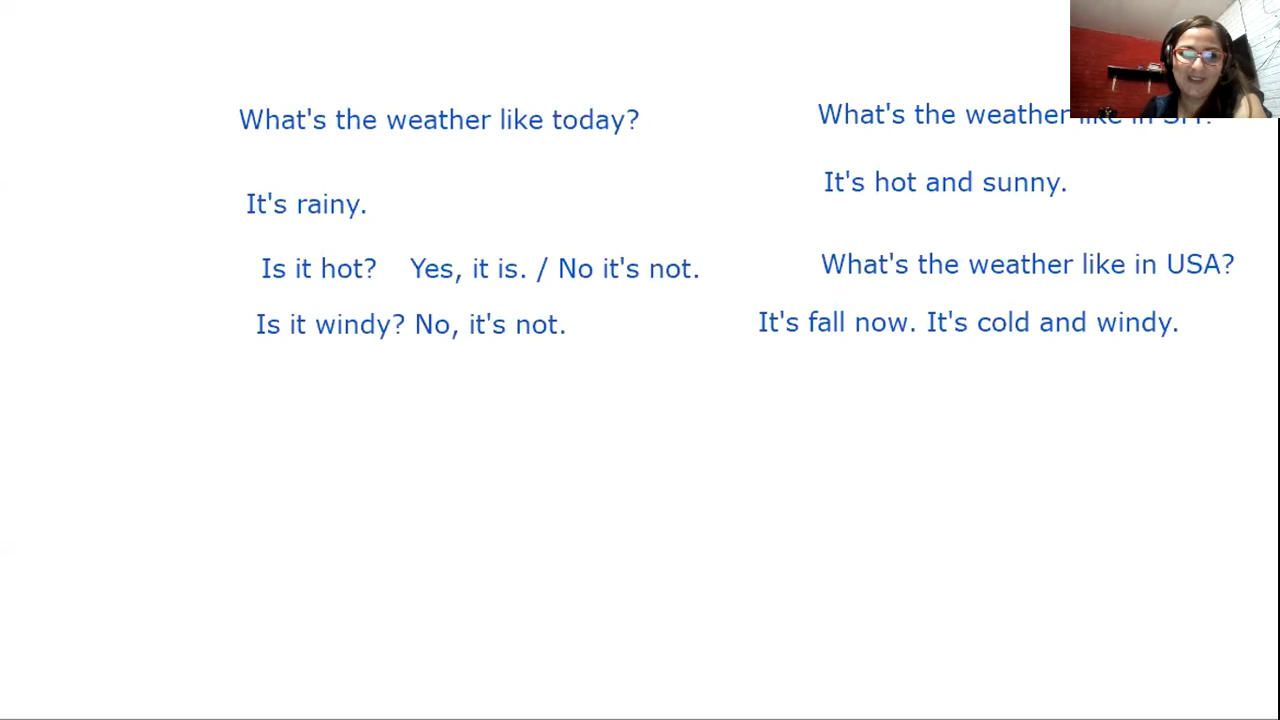 What's the weather like today?
It's rainy.
Is it hot? Yes, it is. / No it's not.
Is it windy? No, it's not.
What's the weather like in
It's hot and sunny.
What's the weather like in USA?
It's fall now. It's cold and windy.